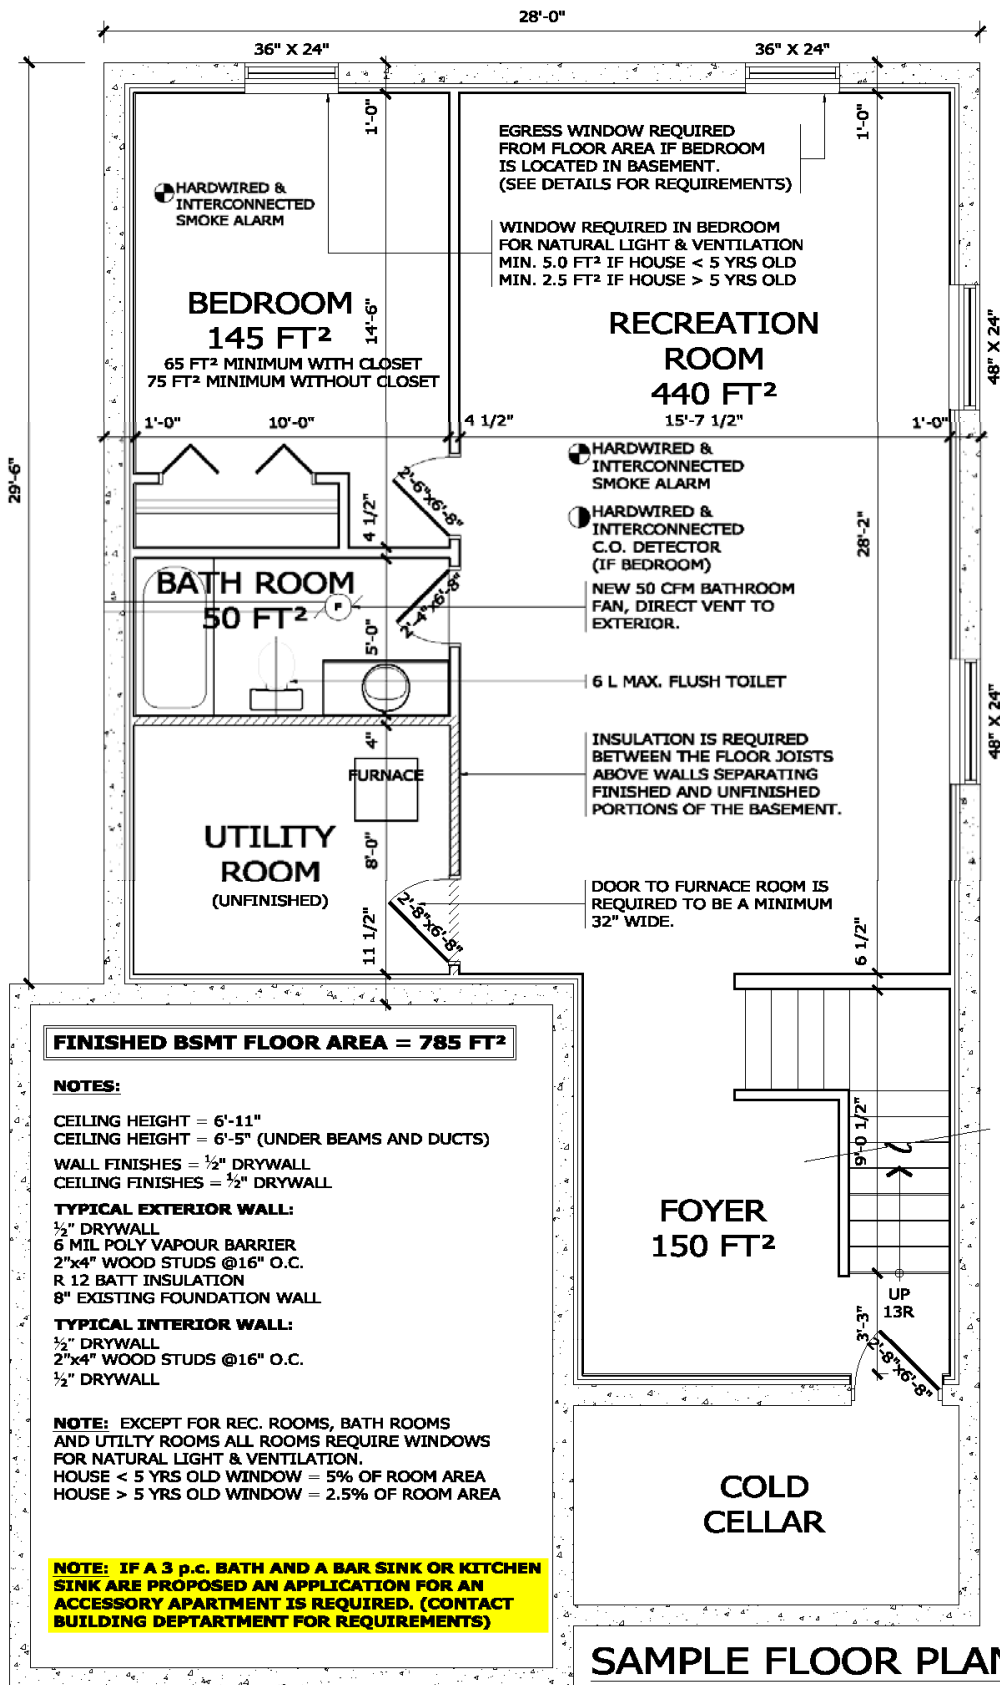 28'-0"
36" X 24"
36" X 24"
1'-0"
1'-0"
EGRESS WINDOW REQUIRED
FROM FLOOR AREA IF BEDROOM
IS LOCATED IN BASEMENT.
(SEE DETAILS FOR REQUIREMENTS)
HARDWIRED &
INTERCONNECTED
SMOKE ALARM
WINDOW REQUIRED IN BEDROOM
FOR NATURAL LIGHT & VENTILATION
MIN. 5.0 FT² IF HOUSE < 5 YRS OLD
MIN. 2.5 FT² IF HOUSE > 5 YRS OLD
BEDROOM
145 FT²
65 FT² MINIMUM WITH CLOSET
75 FT² MINIMUM WITHOUT CLOSET
14'-6"
RECREATION
ROOM
440 FT²
48" X 24"
1'-0"
10'-0"
4 1/2"
15'-7 1/2"
1'-0"
29'-6"
HARDWIRED &
INTERCONNECTED
SMOKE ALARM
2'-6"x6'-8"
4 1/2"
HARDWIRED &
INTERCONNECTED
C.O. DETECTOR
(IF BEDROOM)
28'-2"
BATH ROOM
50 FT²
F
2'-4"x6'-8"
5'-0"
NEW 50 CFM BATHROOM
FAN, DIRECT VENT TO
EXTERIOR.
6 L MAX. FLUSH TOILET
48" X 24"
4"
FURNACE
INSULATION IS REQUIRED
BETWEEN THE FLOOR JOISTS
ABOVE WALLS SEPARATING
FINISHED AND UNFINISHED
PORTIONS OF THE BASEMENT.
UTILITY
ROOM
(UNFINISHED)
8'-0"
2'-8"x6'-8"
11 1/2"
DOOR TO FURNACE ROOM IS
REQUIRED TO BE A MINIMUM
32" WIDE.
6 1/2"
FINISHED BSMT FLOOR AREA = 785 FT²
NOTES:
CEILING HEIGHT = 6'-11"
CEILING HEIGHT = 6'-5" (UNDER BEAMS AND DUCTS)
WALL FINISHES = ½" DRYWALL
CEILING FINISHES = ½" DRYWALL
TYPICAL EXTERIOR WALL:
½" DRYWALL
6 MIL POLY VAPOUR BARRIER
2"x4" WOOD STUDS @16" O.C.
R 12 BATT INSULATION
8" EXISTING FOUNDATION WALL
TYPICAL INTERIOR WALL:
½" DRYWALL
2"x4" WOOD STUDS @16" O.C.
½" DRYWALL
NOTE: EXCEPT FOR REC. ROOMS, BATH ROOMS
AND UTILTY ROOMS ALL ROOMS REQUIRE WINDOWS
FOR NATURAL LIGHT & VENTILATION.
HOUSE < 5 YRS OLD WINDOW = 5% OF ROOM AREA
HOUSE > 5 YRS OLD WINDOW = 2.5% OF ROOM AREA
NOTE: IF A 3 p.c. BATH AND A BAR SINK OR KITCHEN
SINK ARE PROPOSED AN APPLICATION FOR AN
ACCESSORY APARTMENT IS REQUIRED. (CONTACT
BUILDING DEPTARTMENT FOR REQUIREMENTS)
9'-0 1/2"
FOYER
150 FT²
UP
13R
3'-3"
2'-8"x6'-8"
COLD
CELLAR
SAMPLE FLOOR PLAN